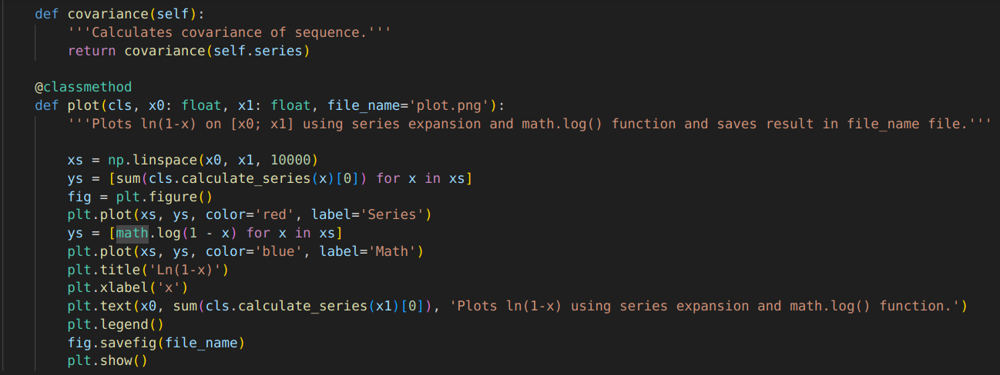 def covariance(self):
'''Calculates covariance of sequence.'''
return covariance(self.series)
@classmethod
def plot(cls, x0: float, x1: float, file_name='plot.png'):
'''Plots ln(1-x) on [x0; x1] using series expansion and math.log() function and saves result in file_name file.'''
xs = np.linspace(x0, x1, 10000)
ys = [sum(cls.calculate_series(x)[0]) for x in xs]
fig = plt.figure()
plt.plot(xs, ys, color='red', label='Series')
ys = [math.log(1 - x) for x in xs]
plt.plot(xs, ys, color='blue', label='Math')
plt.title('Ln(1-x)')
plt.xlabel('x')
plt.text(x0, sum(cls.calculate_series(x1)[0]), 'Plots ln(1-x) using series expansion and math.log() function.')
plt.legend()
fig.savefig(file_name)
plt.show()